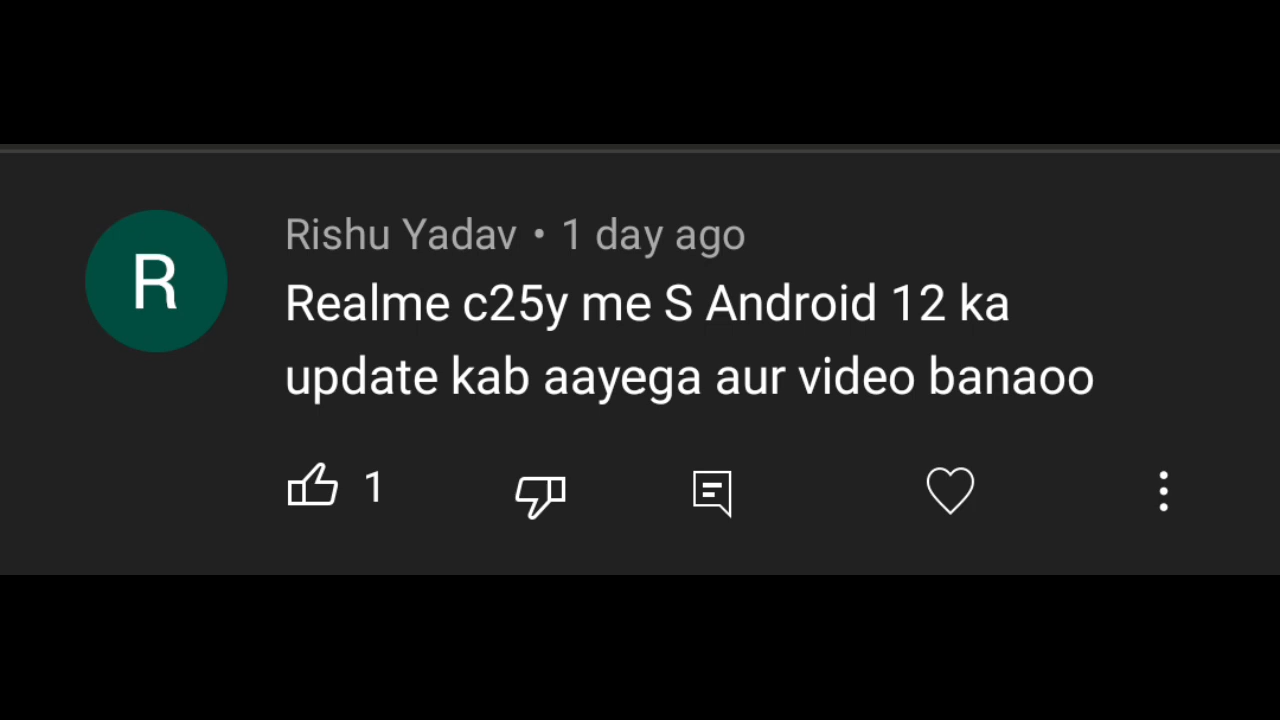 R
Rishu Yadav • 1 day ago
Realme c25y me S Android 12 ka
update kab aayega aur video banaoo
1